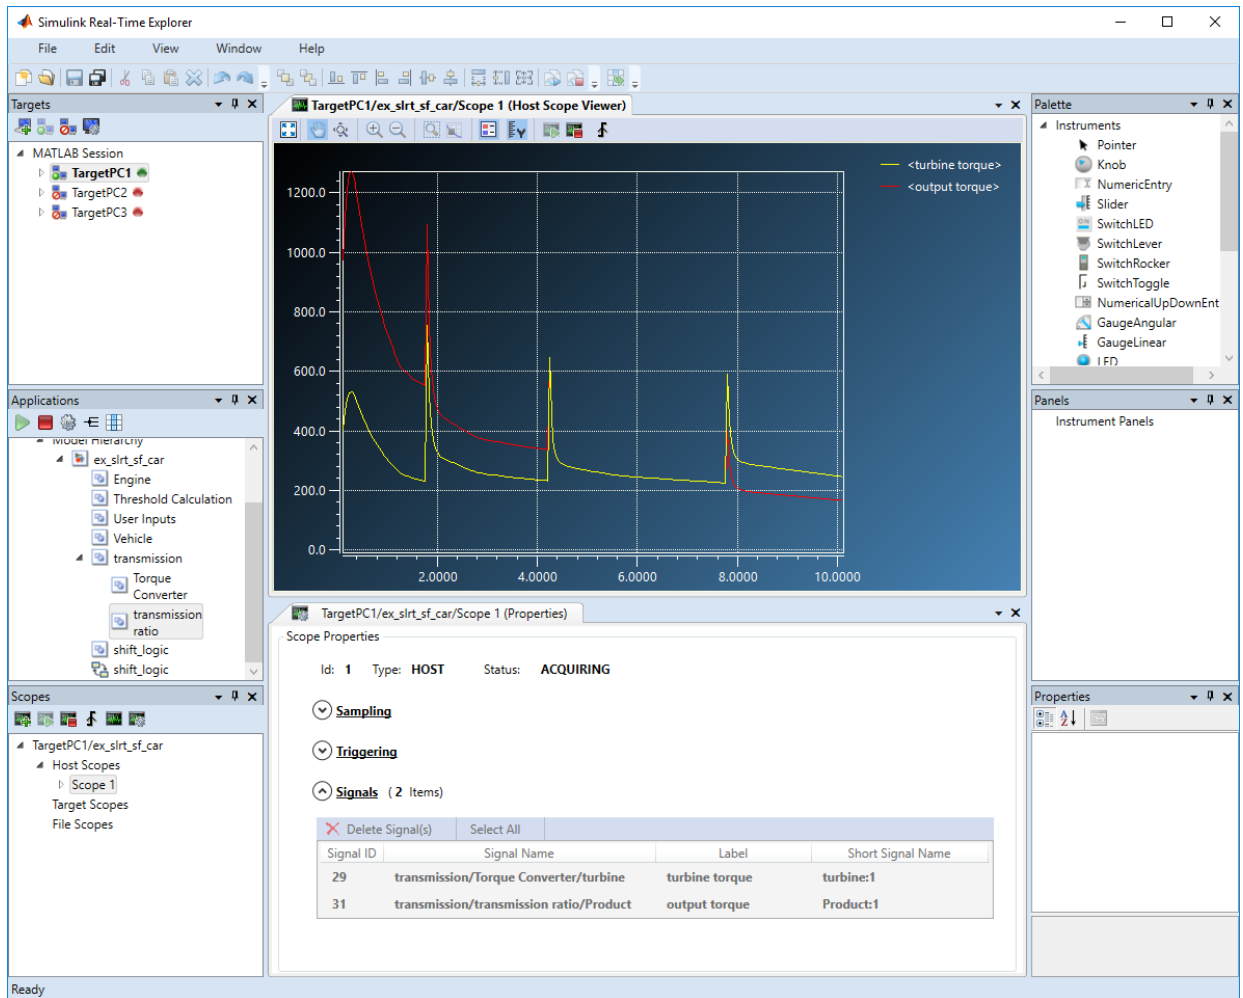 Simulink Real-Time Explorer
File Edit View Window Help
Targets
MATLAB Session
TargetPC1
TargetPC2
TargetPC3
Applications
Model Hierarchy
ex_slrt_sf_car
Engine
Threshold Calculation
User Inputs
Vehicle
transmission
Torque
Converter
transmission
ratio
shift_logic
shift_logic
Scopes
TargetPC1/ex_slrt_sf_car
Host Scopes
Scope 1
Target Scopes
File Scopes
TargetPC1/ex_slrt_sf_car/Scope 1 (Host Scope Viewer)
<turbine torque>
<output torque>
1200.0
1000.0
800.0
600.0
400.0
200.0
0.0
2.0000 4.0000 6.0000 8.0000 10.0000
TargetPC1/ex_slrt_sf_car/Scope 1 (Properties)
Scope Properties
Id: 1 Type: HOST Status: ACQUIRING
Sampling
Triggering
Signals ( 2 Items)
Delete Signal(s) Select All
Signal ID Signal Name Label Short Signal Name
29 transmission/Torque Converter/turbine turbine torque turbine:1
31 transmission/transmission ratio/Product output torque Product:1
Palette
Instruments
Pointer
Knob
NumericEntry
Slider
SwitchLED
SwitchLever
SwitchRocker
SwitchToggle
NumericalUpDownEnt
GaugeAngular
GaugeLinear
LED
Panels
Instrument Panels
Properties
Ready